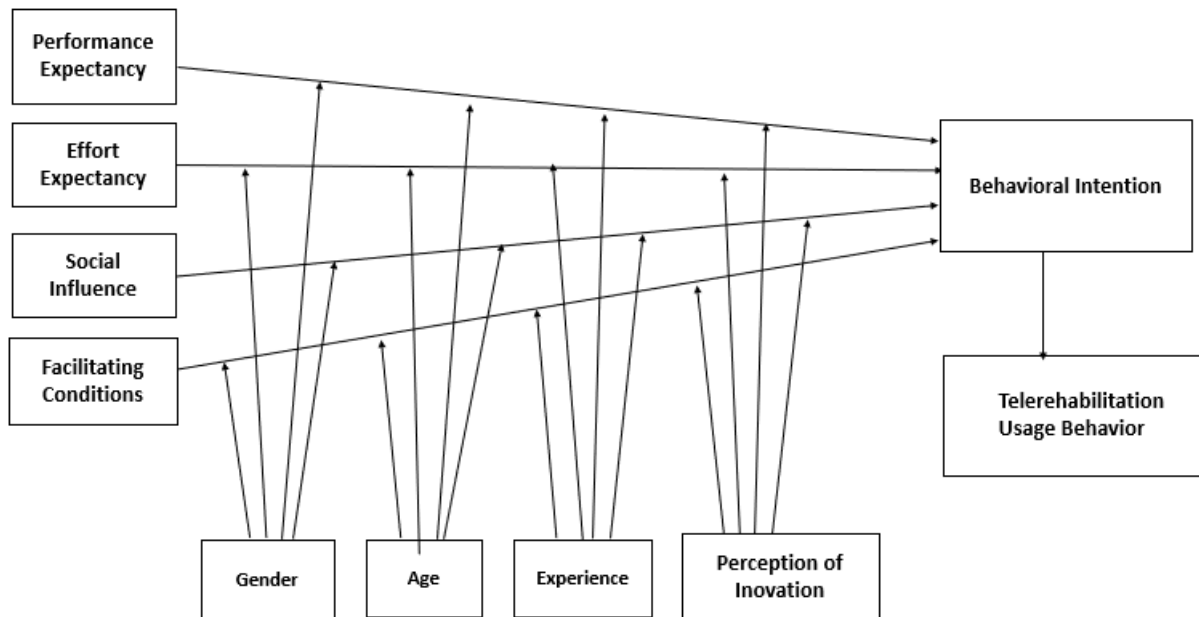 Performance
Expectancy
Effort
Expectancy
Behavioral Intention
Social
Influence
Facilitating
Conditions
Telerehabilitation
Usage Behavior
Gender
Age
Experience
Perception of
Inovation